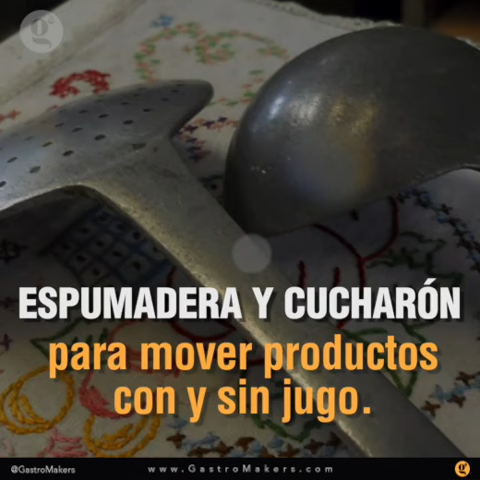 g
ESPUMADERA Y CUCHARÓN
para mover productos
con y sin jugo.
@GastroMakers
www.GastroMakers.com
g